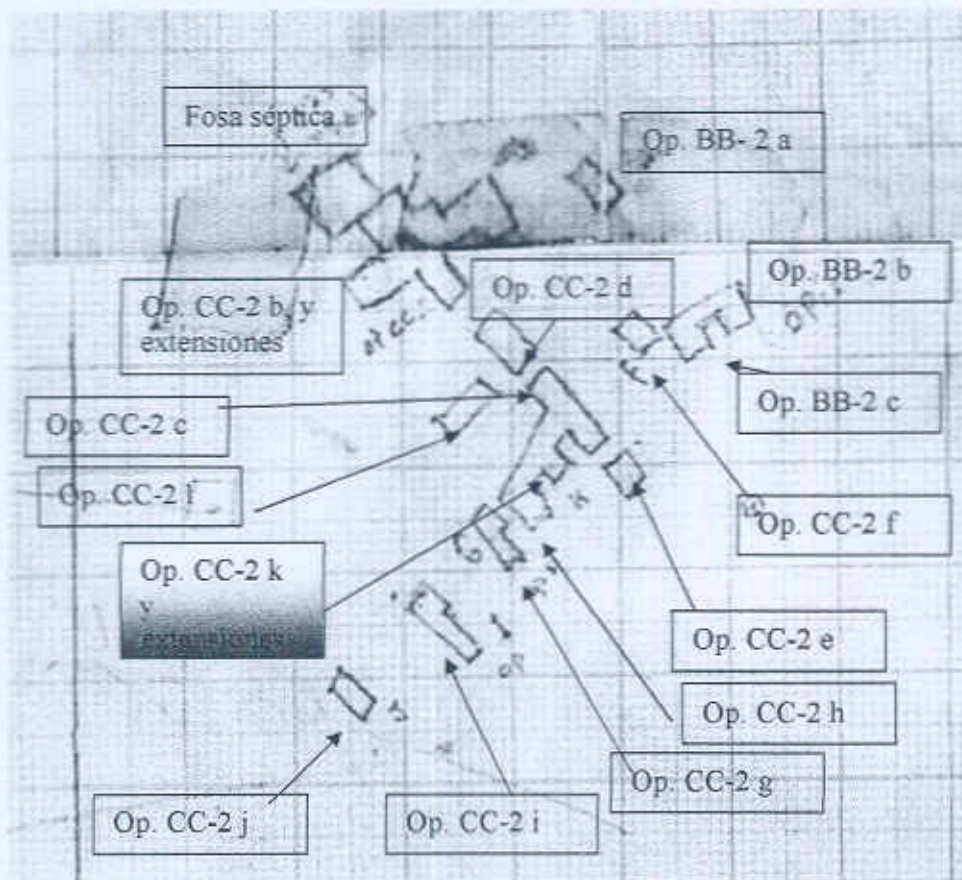 Fosa septica
Op. BB- 2 a
Op. BB-2 b
Op. CC-2 d
Op. CC-2 b, y
extensiones
Op. BB-2 c
Op. CC-2 c
Op. CC-2 l
Op. CC-2 f
Op. CC-2 k
y
extensiones
Op. CC-2 e
Op. CC-2 h
Op. CC-2 g
Op. CC-2 j
Op. CC-2 i